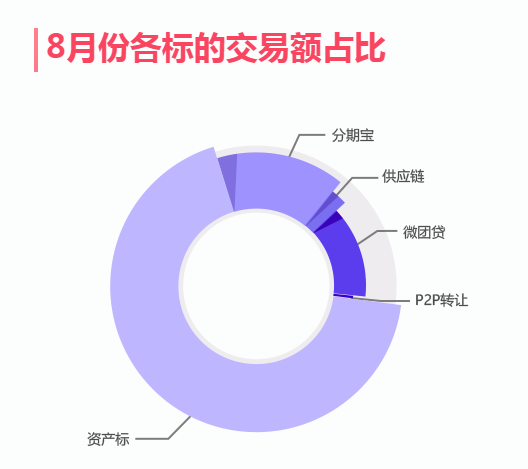 8月份各标的交易额占比
分期宝
供应链
微团贷
P2P转让
资产标